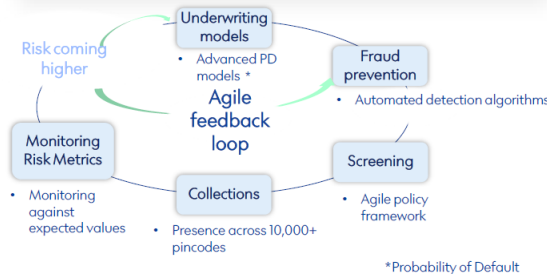 Underwriting
models
• Advanced PD
models *
Risk coming
higher
Fraud
prevention
• Automated detection algorithms
Agile
feedback
loop
Monitoring
Risk Metrics
• Monitoring
against
expected values
Collections
• Presence across 10,000+
pincodes
Screening
• Agile policy
framework
*Probability of Default